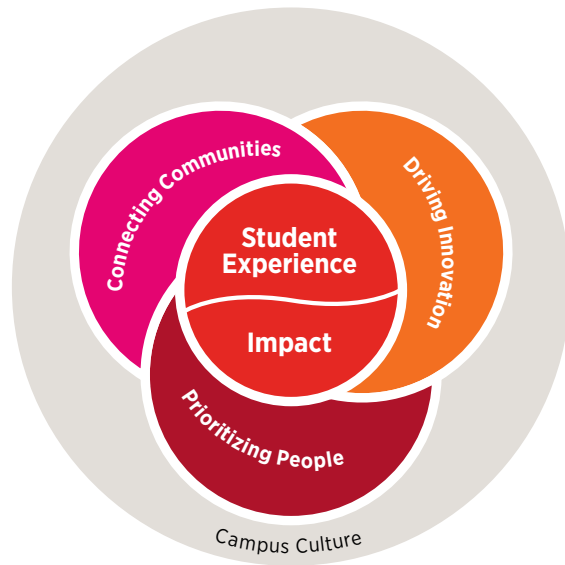 Connecting Communities
Driving Innovation
Student
Experience
Impact
Prioritizing People
Campus Culture